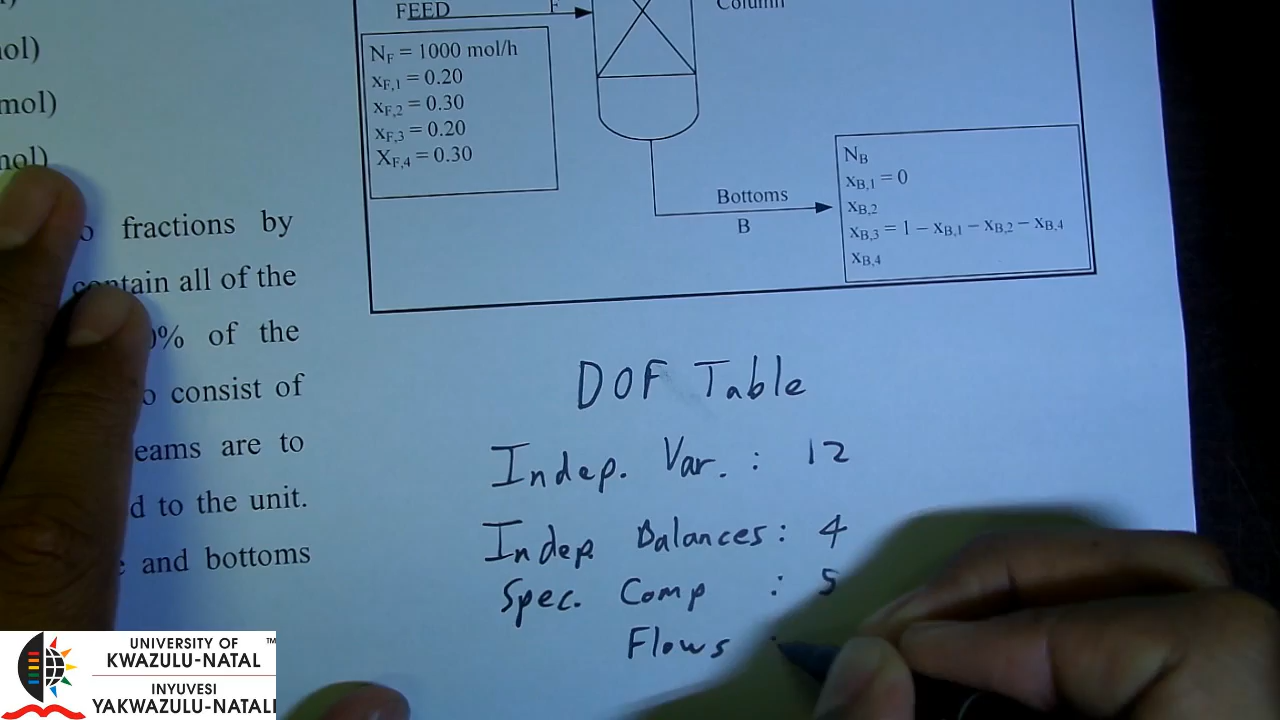 ol)
mol)
nol)
o fractions by
contain all of the
0% of the
o consist of
eams are to
d to the unit.
e and bottoms
FEED
F
Column
N_F = 1000 mol/h
x_F,1 = 0.20
x_F,2 = 0.30
x_F,3 = 0.20
X_F,4 = 0.30
Bottoms
B
N_B
x_B,1 = 0
x_B,2
x_B,3 = 1 – x_B,1 – x_B,2 – x_B,4
x_B,4
DOF Table
Indep. Var. : 12
Indep. Balances : 4
Spec. Comp : 5
Flows :
UNIVERSITY OF ™
KWAZULU-NATAL
INYUVESI
YAKWAZULU-NATALI